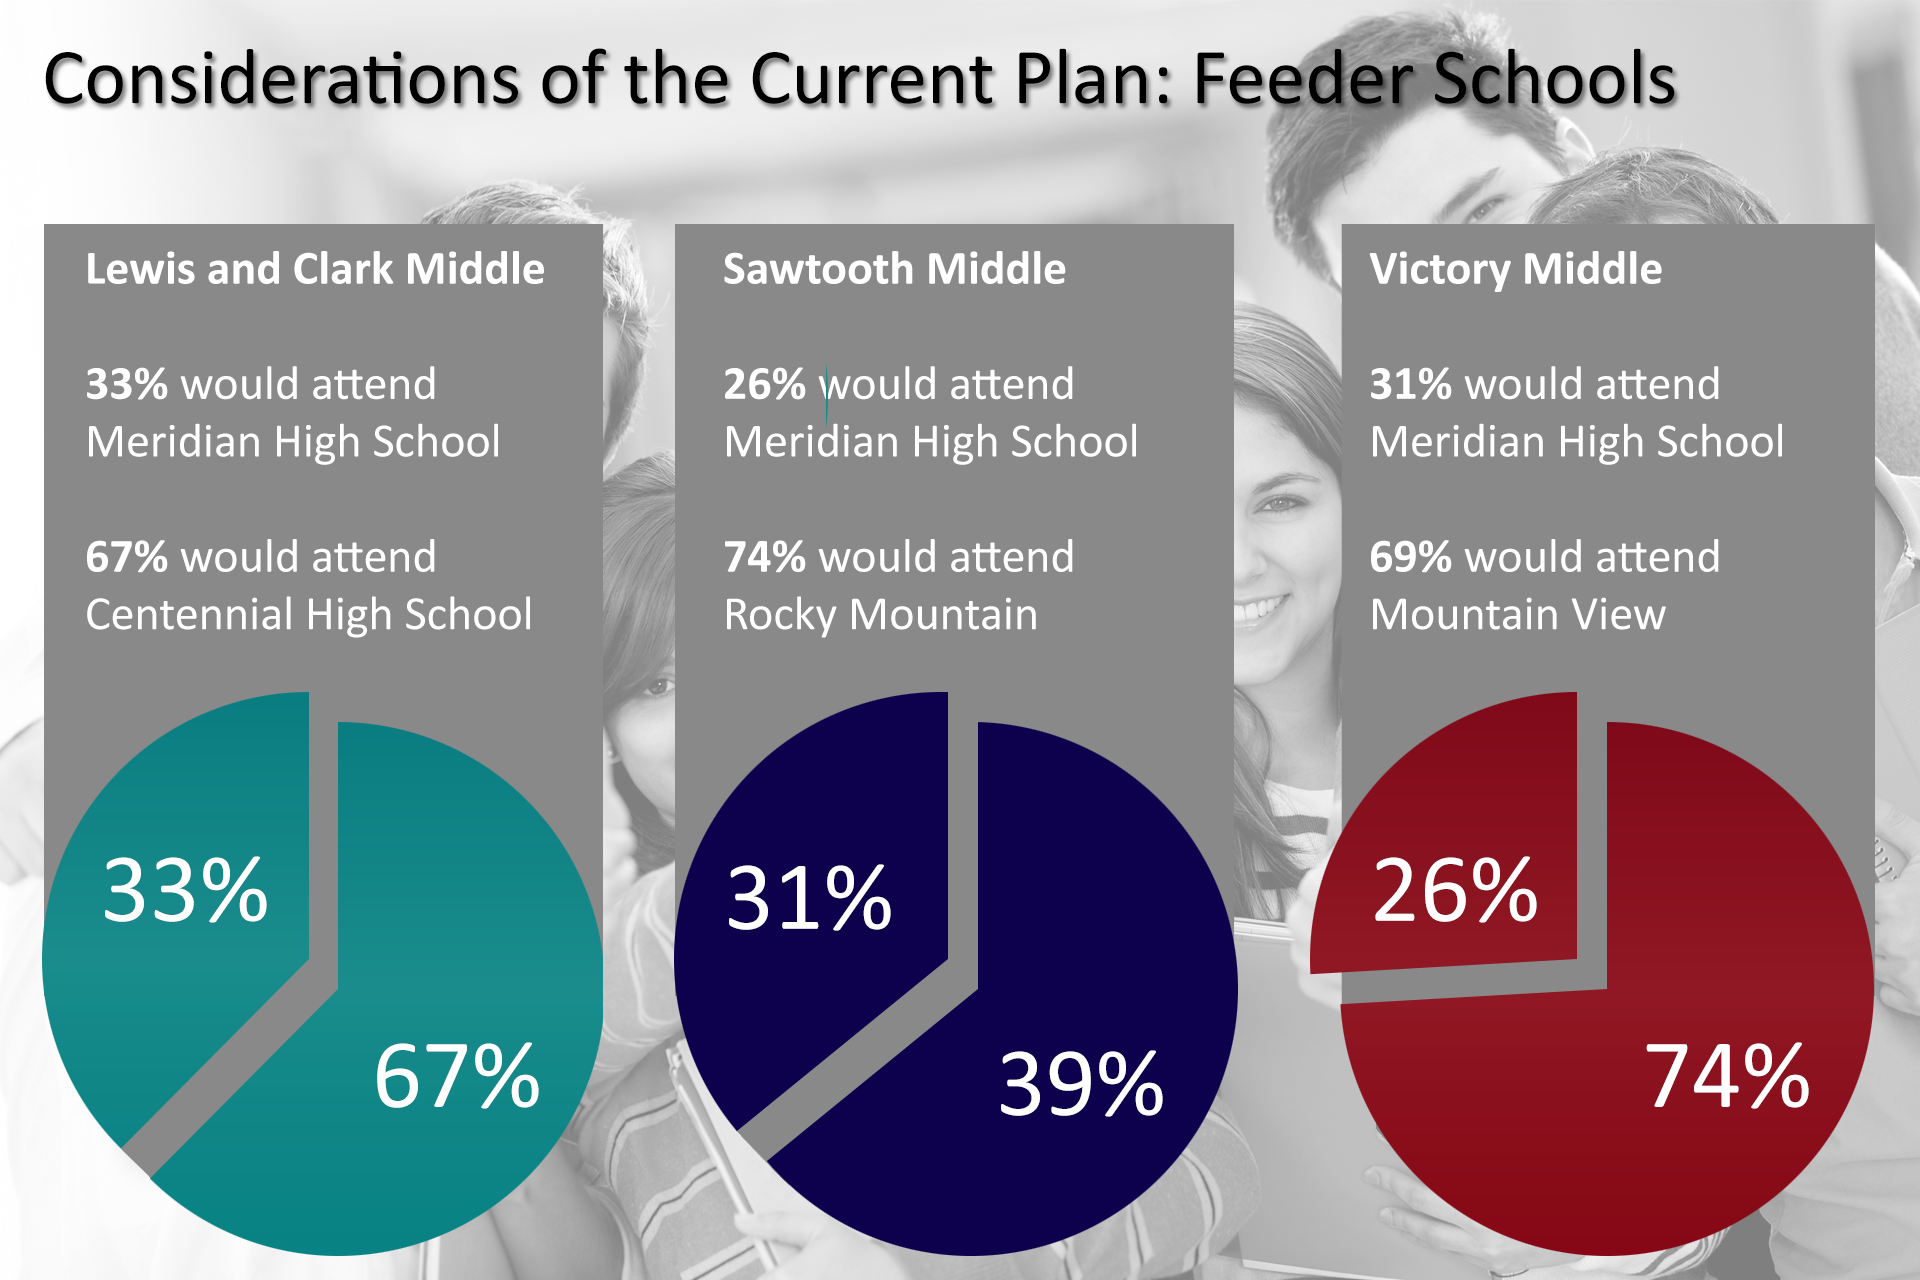 Considerations of the Current Plan: Feeder Schools
Lewis and Clark Middle
33% would attend
Meridian High School
67% would attend
Centennial High School
33%
67%
Sawtooth Middle
26% would attend
Meridian High School
74% would attend
Rocky Mountain
31%
39%
Victory Middle
31% would attend
Meridian High School
69% would attend
Mountain View
26%
74%